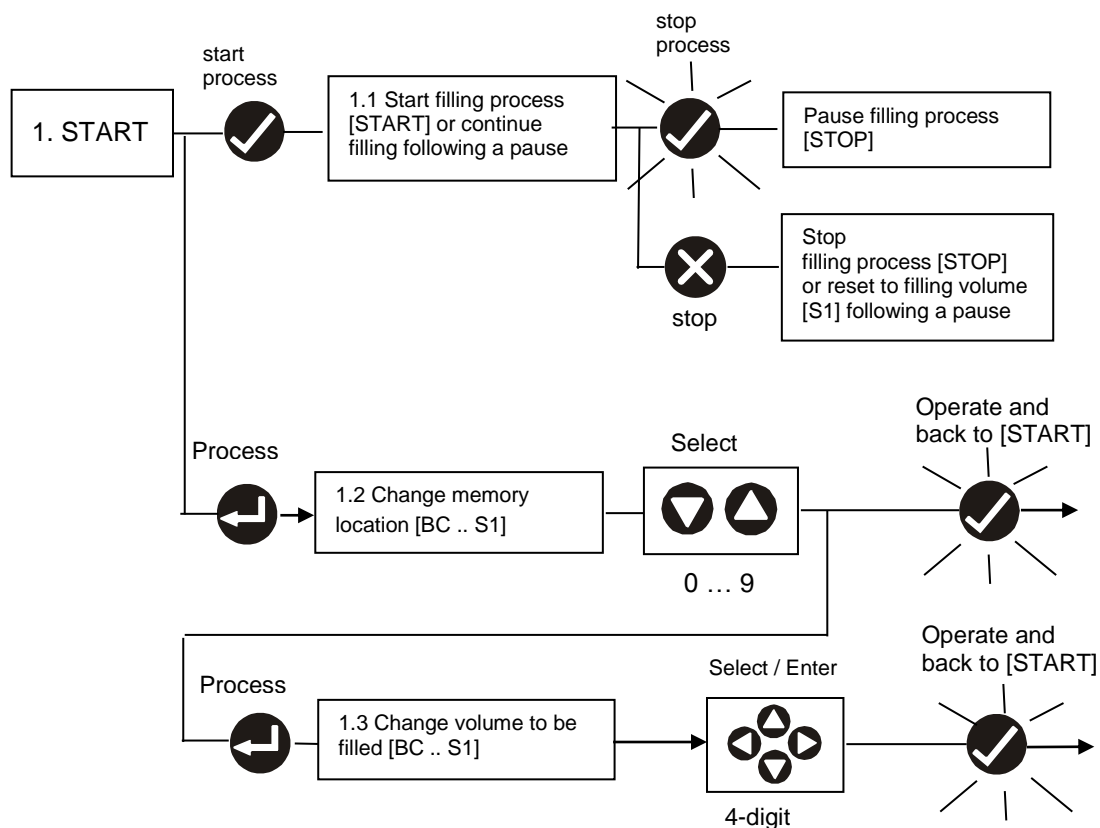 stop
process
start
process
1. START
1.1 Start filling process
[START] or continue
filling following a pause
Pause filling process
[STOP]
Stop
filling process [STOP]
or reset to filling volume
[S1] following a pause
stop
Operate and
back to [START]
Process
Select
1.2 Change memory
location [BC .. S1]
0 … 9
Operate and
back to [START]
Process
Select / Enter
1.3 Change volume to be
filled [BC .. S1]
4-digit